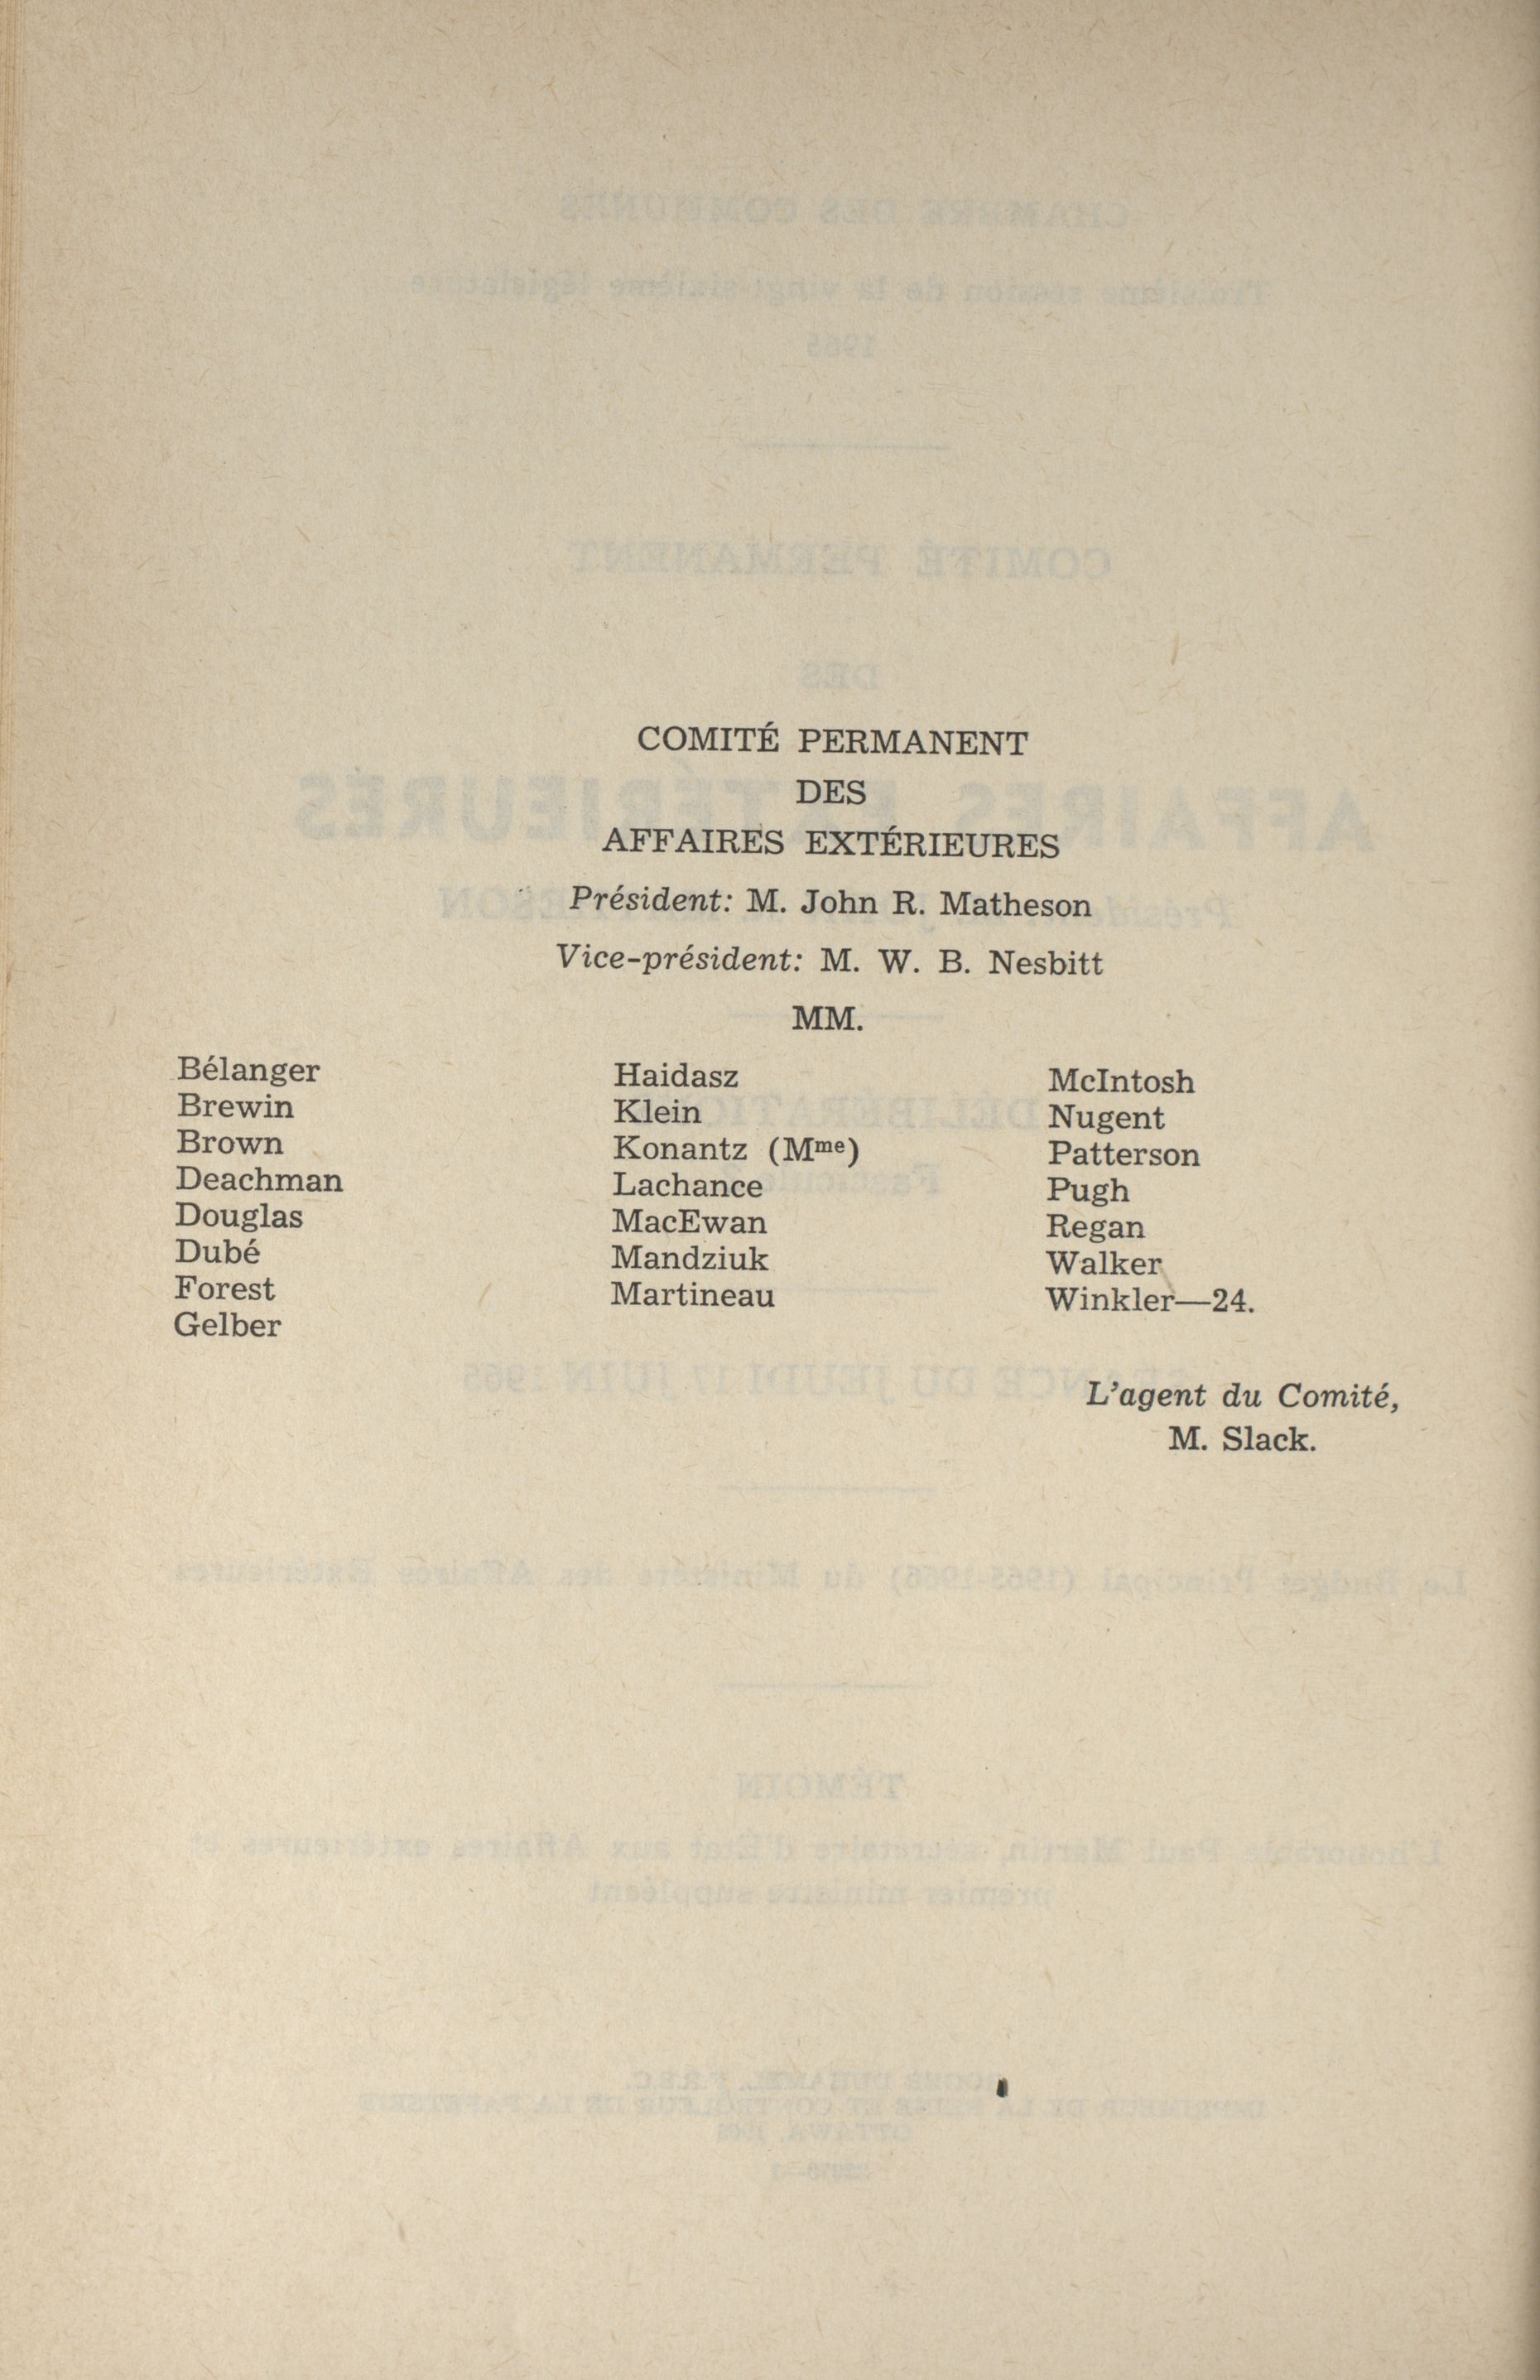 COMITÉ PERMANENT
DES
AFFAIRES EXTÉRIEURES
Président: M. John R. Matheson
Vice-président: M. W. B. Nesbitt
MM.
Bélanger
Brewin
Brown
Deachman
Douglas
Dubé
Forest
Gelber
Haidasz
Klein
Konantz (Mme)
Lachance
MacEwan
Mandziuk
Martineau
McIntosh
Nugent
Patterson
Pugh
Regan
Walker
Winkler—24.
L'agent du Comité,
M. Slack.